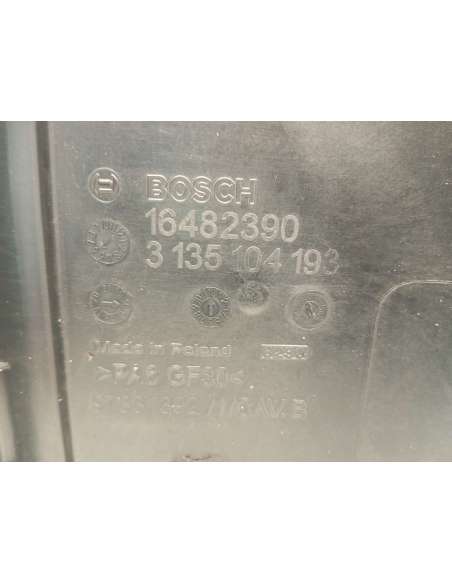 BOSCH
16482390
3 135 104 193
Made in Poland
>PA6 GF30<